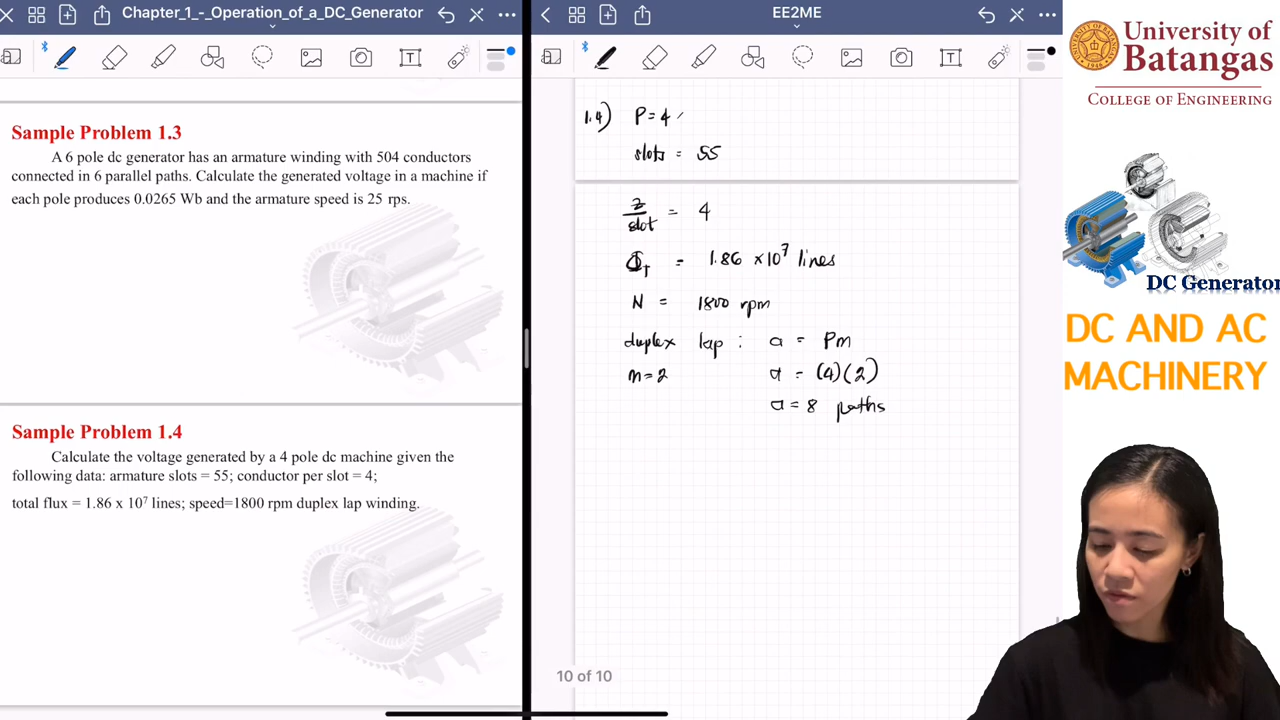 Chapter_1_-_Operation_of_a_DC_Generator
Sample Problem 1.3
A 6 pole dc generator has an armature winding with 504 conductors
connected in 6 parallel paths. Calculate the generated voltage in a machine if
each pole produces 0.0265 Wb and the armature speed is 25 rps.
Sample Problem 1.4
Calculate the voltage generated by a 4 pole dc machine given the
following data: armature slots = 55; conductor per slot = 4;
total flux = 1.86 x 10⁷ lines; speed=1800 rpm duplex lap winding.
EE2ME
1.4) P = 4
slots = 55
z/slot = 4
ΦT = 1.86 × 10⁷ lines
N = 1800 rpm
duplex lap : a = Pm
m = 2 a = (4)(2)
a = 8 paths
10 of 10
University of
Batangas
COLLEGE OF ENGINEERING
DC Generator
DC AND AC
MACHINERY